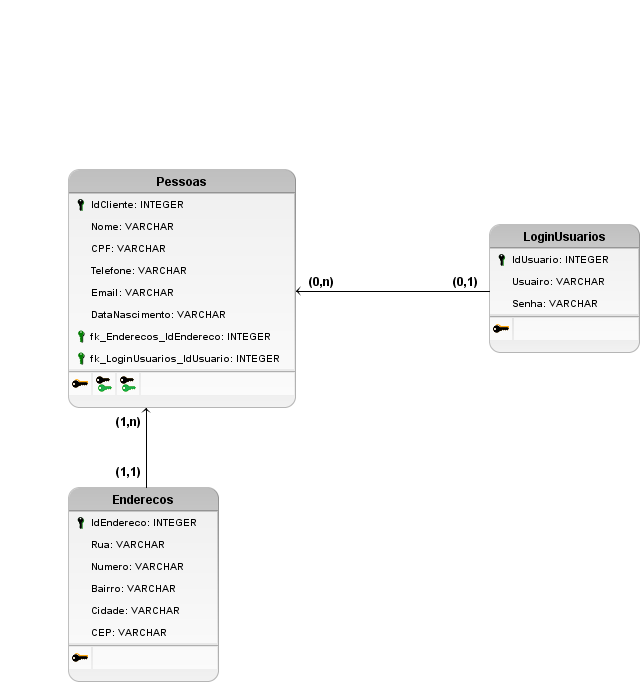 Pessoas
IdCliente: INTEGER
Nome: VARCHAR
CPF: VARCHAR
Telefone: VARCHAR
Email: VARCHAR
DataNascimento: VARCHAR
fk_Enderecos_IdEndereco: INTEGER
fk_LoginUsuarios_IdUsuario: INTEGER
(0,n)
(0,1)
LoginUsuarios
IdUsuario: INTEGER
Usuairo: VARCHAR
Senha: VARCHAR
(1,n)
(1,1)
Enderecos
IdEndereco: INTEGER
Rua: VARCHAR
Numero: VARCHAR
Bairro: VARCHAR
Cidade: VARCHAR
CEP: VARCHAR